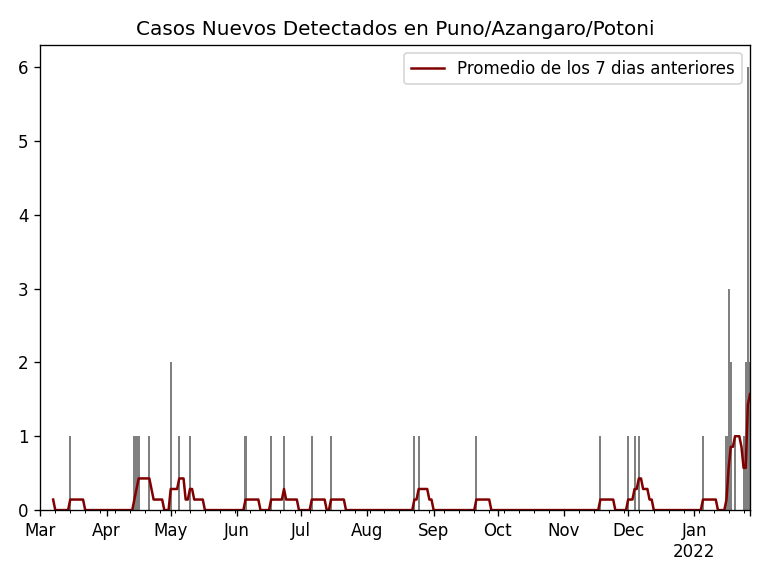 Casos Nuevos Detectados en Puno/Azangaro/Potoni
Promedio de los 7 dias anteriores
6
5
4
3
2
1
0
Mar Apr May Jun Jul Aug Sep Oct Nov Dec Jan
2022